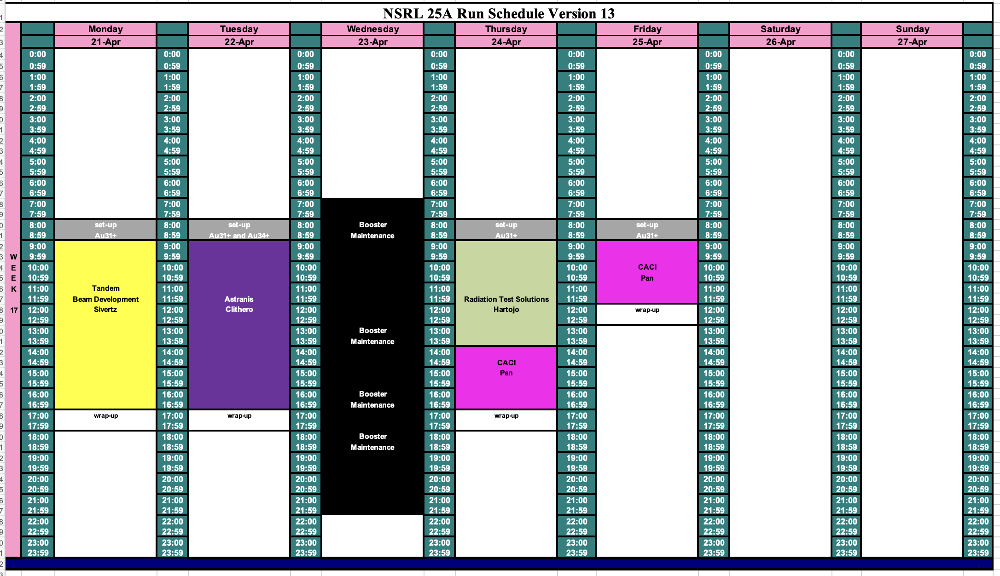 NSRL 25A Run Schedule Version 13
Monday Tuesday Wednesday Thursday Friday Saturday Sunday
21-Apr 22-Apr 23-Apr 24-Apr 25-Apr 26-Apr 27-Apr
0:00 0:00 0:00 0:00 0:00 0:00 0:00 0:00
0:59 0:59 0:59 0:59 0:59 0:59 0:59 0:59
1:00 1:00 1:00 1:00 1:00 1:00 1:00 1:00
1:59 1:59 1:59 1:59 1:59 1:59 1:59 1:59
2:00 2:00 2:00 2:00 2:00 2:00 2:00 2:00
2:59 2:59 2:59 2:59 2:59 2:59 2:59 2:59
3:00 3:00 3:00 3:00 3:00 3:00 3:00 3:00
3:59 3:59 3:59 3:59 3:59 3:59 3:59 3:59
4:00 4:00 4:00 4:00 4:00 4:00 4:00 4:00
4:59 4:59 4:59 4:59 4:59 4:59 4:59 4:59
5:00 5:00 5:00 5:00 5:00 5:00 5:00 5:00
5:59 5:59 5:59 5:59 5:59 5:59 5:59 5:59
6:00 6:00 6:00 6:00 6:00 6:00 6:00 6:00
6:59 6:59 6:59 6:59 6:59 6:59 6:59 6:59
7:00 7:00 7:00 7:00 7:00 7:00 7:00 7:00
7:59 7:59 7:59 7:59 7:59 7:59 7:59 7:59
8:00 set-up 8:00 set-up 8:00 Booster 8:00 set-up 8:00 set-up 8:00 8:00 8:00
8:59 Au31+ 8:59 Au31+ and Au34+ 8:59 Maintenance 8:59 Au31+ 8:59 Au31+ 8:59 8:59 8:59
9:00 9:00 9:00 9:00 9:00 9:00 9:00 9:00
W 9:59 9:59 9:59 9:59 9:59 9:59 9:59 9:59
E 10:00 10:00 10:00 10:00 10:00 CACI 10:00 10:00 10:00
E 10:59 10:59 10:59 10:59 10:59 Pan 10:59 10:59 10:59
K 11:00 Tandem 11:00 11:00 11:00 11:00 11:00 11:00 11:00
11:59 Beam Development 11:59 Astranis 11:59 11:59 Radiation Test Solutions 11:59 11:59 11:59 11:59
17 12:00 Sivertz 12:00 Clithero 12:00 12:00 Hartojo 12:00 wrap-up 12:00 12:00 12:00
12:59 12:59 12:59 12:59 12:59 12:59 12:59 12:59
13:00 13:00 13:00 Booster 13:00 13:00 13:00 13:00 13:00
13:59 13:59 13:59 Maintenance 13:59 13:59 13:59 13:59 13:59
14:00 14:00 14:00 14:00 14:00 14:00 14:00 14:00
14:59 14:59 14:59 14:59 CACI 14:59 14:59 14:59 14:59
15:00 15:00 15:00 15:00 Pan 15:00 15:00 15:00 15:00
15:59 15:59 15:59 15:59 15:59 15:59 15:59 15:59
16:00 16:00 16:00 Booster 16:00 16:00 16:00 16:00 16:00
16:59 16:59 16:59 Maintenance 16:59 16:59 16:59 16:59 16:59
17:00 wrap-up 17:00 wrap-up 17:00 17:00 wrap-up 17:00 17:00 17:00 17:00
17:59 17:59 17:59 17:59 17:59 17:59 17:59 17:59
18:00 18:00 18:00 Booster 18:00 18:00 18:00 18:00 18:00
18:59 18:59 18:59 Maintenance 18:59 18:59 18:59 18:59 18:59
19:00 19:00 19:00 19:00 19:00 19:00 19:00 19:00
19:59 19:59 19:59 19:59 19:59 19:59 19:59 19:59
20:00 20:00 20:00 20:00 20:00 20:00 20:00 20:00
20:59 20:59 20:59 20:59 20:59 20:59 20:59 20:59
21:00 21:00 21:00 21:00 21:00 21:00 21:00 21:00
21:59 21:59 21:59 21:59 21:59 21:59 21:59 21:59
22:00 22:00 22:00 22:00 22:00 22:00 22:00 22:00
22:59 22:59 22:59 22:59 22:59 22:59 22:59 22:59
23:00 23:00 23:00 23:00 23:00 23:00 23:00 23:00
23:59 23:59 23:59 23:59 23:59 23:59 23:59 23:59